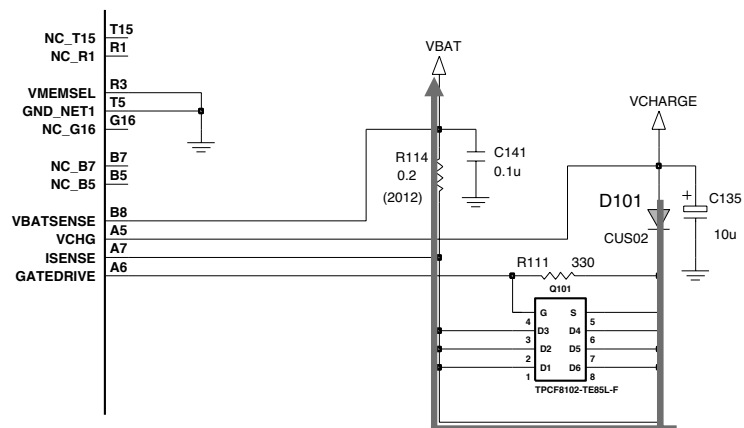 NC_T15 T15
NC_R1 R1
VMEMSEL R3
GND_NET1 T5
NC_G16 G16
NC_B7 B7
NC_B5 B5
VBATSENSE B8
VCHG A5
ISENSE A7
GATEDRIVE A6
VBAT
R114
0.2
(2012)
C141
0.1u
VCHARGE
D101
CUS02
+
C135
10u
R111 330
Q101
G S
4 D3 D4 5
3 D2 D5 6
2 D1 D6 7
1 8
TPCF8102-TE85L-F